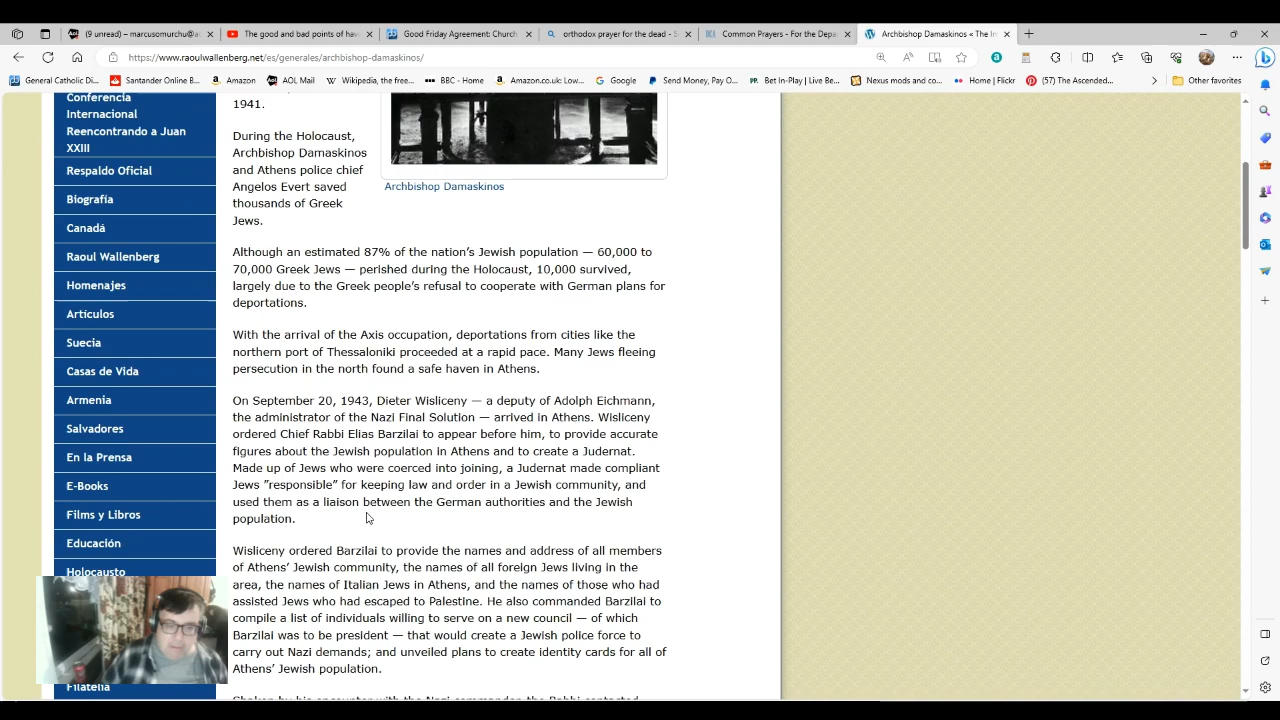 (9 unread) – marcusomurchu@a
The good and bad points of hav
Good Friday Agreement: Church
orthodox prayer for the dead - S
Common Prayers - For the Depa
Archbishop Damaskinos « The In
https://www.raoulwallenberg.net/es/generales/archbishop-damaskinos/
General Catholic Di...
Santander Online B...
Amazon
AOL Mail
Wikipedia, the free...
BBC - Home
Amazon.co.uk: Low...
Google
Send Money, Pay O...
Bet In-Play | Live Be...
Nexus mods and co...
Home | Flickr
(57) The Ascended...
Other favorites
Conferencia
Internacional
Reencontrando a Juan
XXIII
Respaldo Oficial
Biografía
Canadá
Raoul Wallenberg
Homenajes
Artículos
Suecia
Casas de Vida
Armenia
Salvadores
En la Prensa
E-Books
Films y Libros
Educación
Holocausto
Filatelia
1941.
During the Holocaust,
Archbishop Damaskinos
and Athens police chief
Angelos Evert saved
thousands of Greek
Jews.
Archbishop Damaskinos
Although an estimated 87% of the nation's Jewish population — 60,000 to
70,000 Greek Jews — perished during the Holocaust, 10,000 survived,
largely due to the Greek people's refusal to cooperate with German plans for
deportations.
With the arrival of the Axis occupation, deportations from cities like the
northern port of Thessaloniki proceeded at a rapid pace. Many Jews fleeing
persecution in the north found a safe haven in Athens.
On September 20, 1943, Dieter Wisliceny — a deputy of Adolph Eichmann,
the administrator of the Nazi Final Solution — arrived in Athens. Wisliceny
ordered Chief Rabbi Elias Barzilai to appear before him, to provide accurate
figures about the Jewish population in Athens and to create a Judernat.
Made up of Jews who were coerced into joining, a Judernat made compliant
Jews "responsible" for keeping law and order in a Jewish community, and
used them as a liaison between the German authorities and the Jewish
population.
Wisliceny ordered Barzilai to provide the names and address of all members
of Athens' Jewish community, the names of all foreign Jews living in the
area, the names of Italian Jews in Athens, and the names of those who had
assisted Jews who had escaped to Palestine. He also commanded Barzilai to
compile a list of individuals willing to serve on a new council — of which
Barzilai was to be president — that would create a Jewish police force to
carry out Nazi demands; and unveiled plans to create identity cards for all of
Athens' Jewish population.